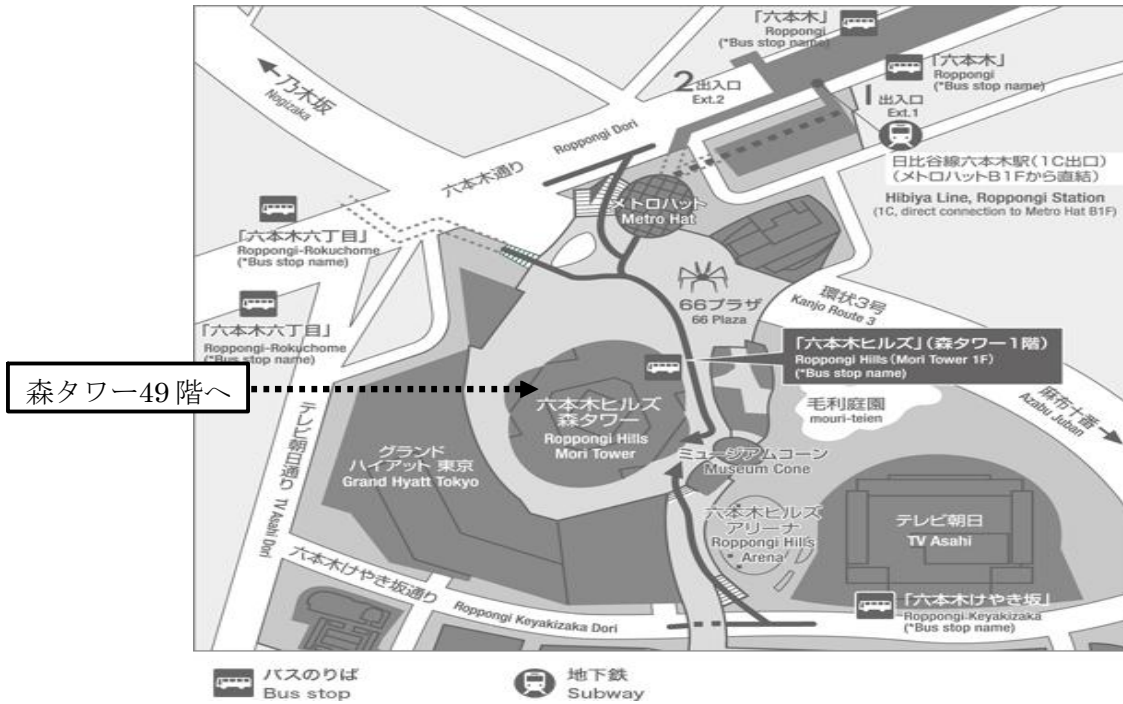 「六本木」
Roppongi
(*Bus stop name)
「六本木」
Roppongi
(*Bus stop name)
乃木坂
Nogizaka
2出入口
Ext.2
1出入口
Ext.1
Roppongi Dori
六本木通り
日比谷線六本木駅(1C出口)
(メトロハットB1Fから直結)
Hibiya Line, Roppongi Station
(1C, direct connection to Metro Hat B1F)
メトロハット
Metro Hat
「六本木六丁目」
Roppongi-Rokuchome
(*Bus stop name)
66プラザ
66 Plaza
環状3号
Kanjo Route 3
「六本木六丁目」
Roppongi-Rokuchome
(*Bus stop name)
「六本木ヒルズ」(森タワー1階)
Roppongi Hills (Mori Tower 1F)
(*Bus stop name)
森タワー49階へ
六本木ヒルズ
森タワー
Roppongi Hills
Mori Tower
毛利庭園
mouri-teien
麻布十番
Azabu Juban
テレビ朝日通り TV Asahi Dori
グランド
ハイアット 東京
Grand Hyatt Tokyo
ミュージアムコーン
Museum Cone
六本木ヒルズ
アリーナ
Roppongi Hills
Arena
テレビ朝日
TV Asahi
六本木けやき坂通り
Roppongi Keyakizaka Dori
「六本木けやき坂」
Roppongi-Keyakizaka
(*Bus stop name)
バスのりば
Bus stop
地下鉄
Subway